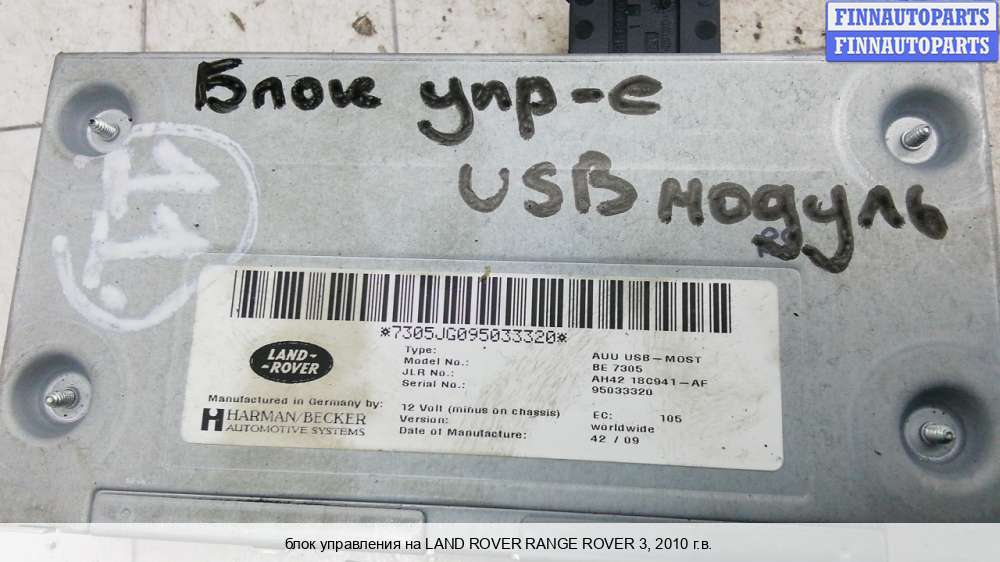 FINNAUTOPARTS
FINNAUTOPARTS
Блок упр-е
USB модуль
11
*7305JG095033320*
LAND-
ROVER
Type: AUU USB-MOST
Model No.: BE 7305
JLR No.: AH42 18C941-AF
Serial No.: 95033320
Manufactured in Germany by:
HARMAN/BECKER
AUTOMOTIVE SYSTEMS
12 Volt (minus on chassis) EC: 105
Version: worldwide
Date of Manufacture: 42 / 09
блок управления на LAND ROVER RANGE ROVER 3, 2010 г.в.